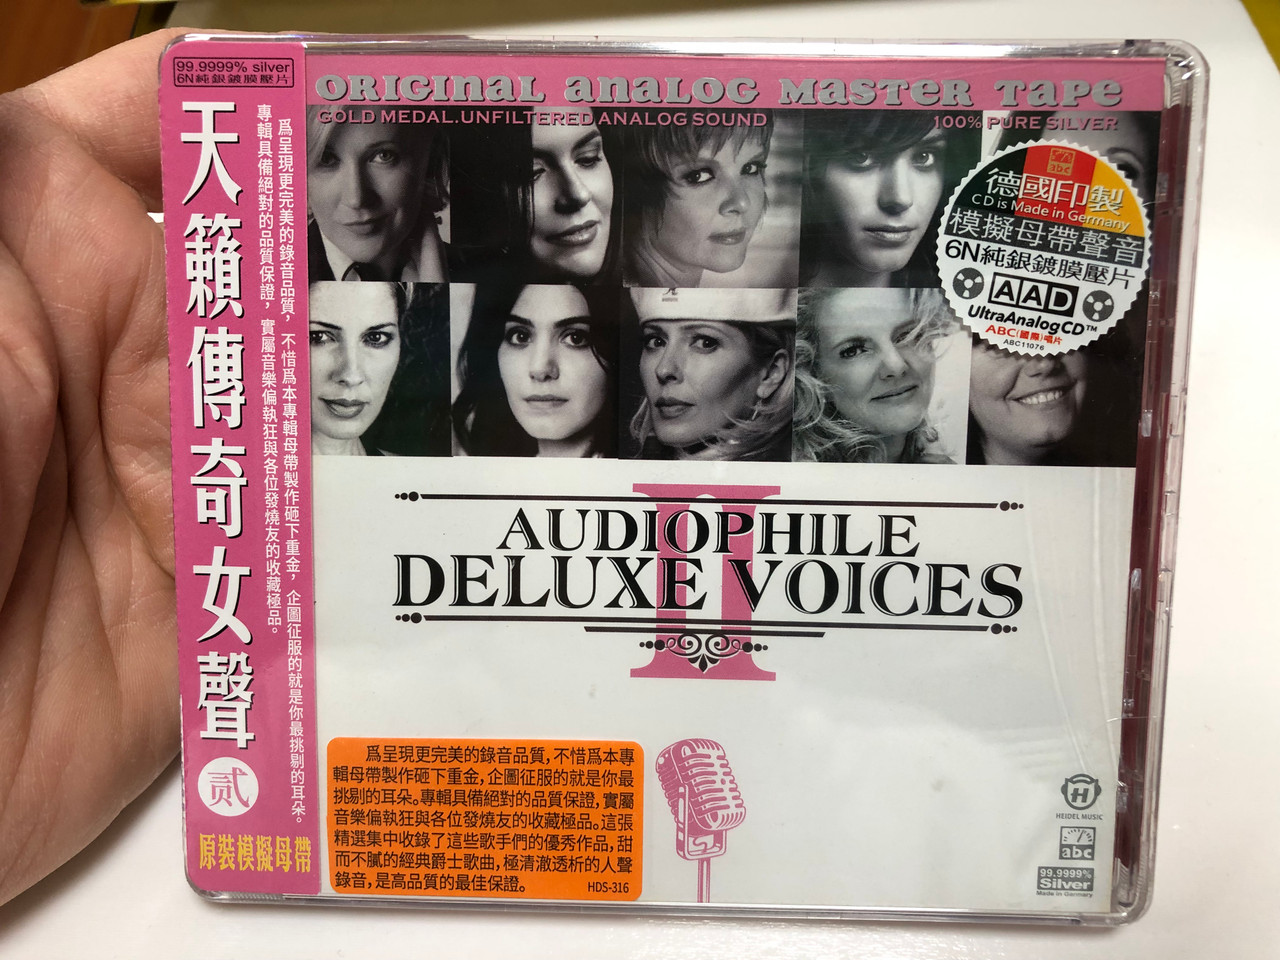 99.9999% silver
6N純銀鍍膜壓片
天籟傳奇女聲
贰
原裝模擬母帶
爲呈現更完美的錄音品質，不惜爲本專輯母帶製作砸下重金，企圖征服的就是你最挑剔的耳朵。
專輯具備絕對的品質保證，實屬音樂偏執狂與各位發燒友的收藏極品。
ORIGINAL ANALOG MASTER TAPE
GOLD MEDAL.UNFILTERED ANALOG SOUND
100% PURE SILVER
abc
德國印製
CD is Made in Germany
模擬母帶聲音
6N純銀鍍膜壓片
AAD
UltraAnalogCD™
ABC(國際)唱片
ABC11076
II
AUDIOPHILE
DELUXE VOICES
爲呈現更完美的錄音品質，不惜爲本專
輯母帶製作砸下重金，企圖征服的就是你最
挑剔的耳朵。專輯具備絕對的品質保證，實屬
音樂偏執狂與各位發燒友的收藏極品。這張
精選集中收錄了這些歌手們的優秀作品，甜
而不膩的經典爵士歌曲，極清澈透析的人聲
錄音，是高品質的最佳保證。
HDS-316
H
HEIDEL MUSIC
abc
99.9999%
Silver
Made in Germany